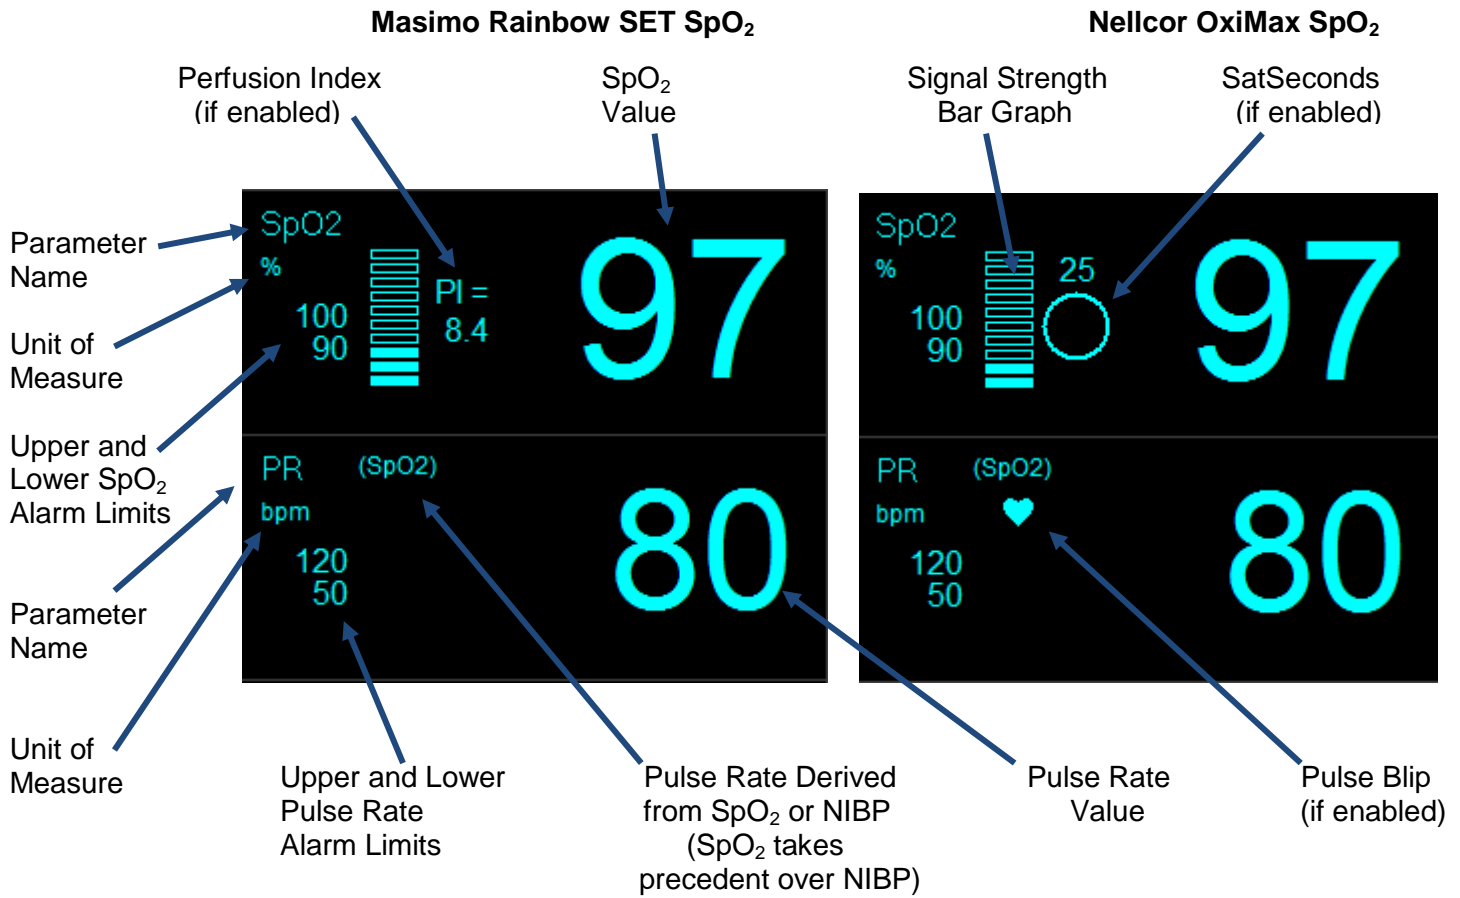 Masimo Rainbow SET SpO₂
Nellcor OxiMax SpO₂
Perfusion Index
(if enabled)
SpO₂
Value
Signal Strength
Bar Graph
SatSeconds
(if enabled)
Parameter
Name
Unit of
Measure
Upper and
Lower SpO₂
Alarm Limits
Parameter
Name
Unit of
Measure
SpO2
%
100
90
PI =
8.4
97
PR
(SpO2)
bpm
120
50
80
SpO2
%
100
90
25
97
PR
(SpO2)
bpm
120
50
80
Upper and Lower
Pulse Rate
Alarm Limits
Pulse Rate Derived
from SpO₂ or NIBP
(SpO₂ takes
precedent over NIBP)
Pulse Rate
Value
Pulse Blip
(if enabled)